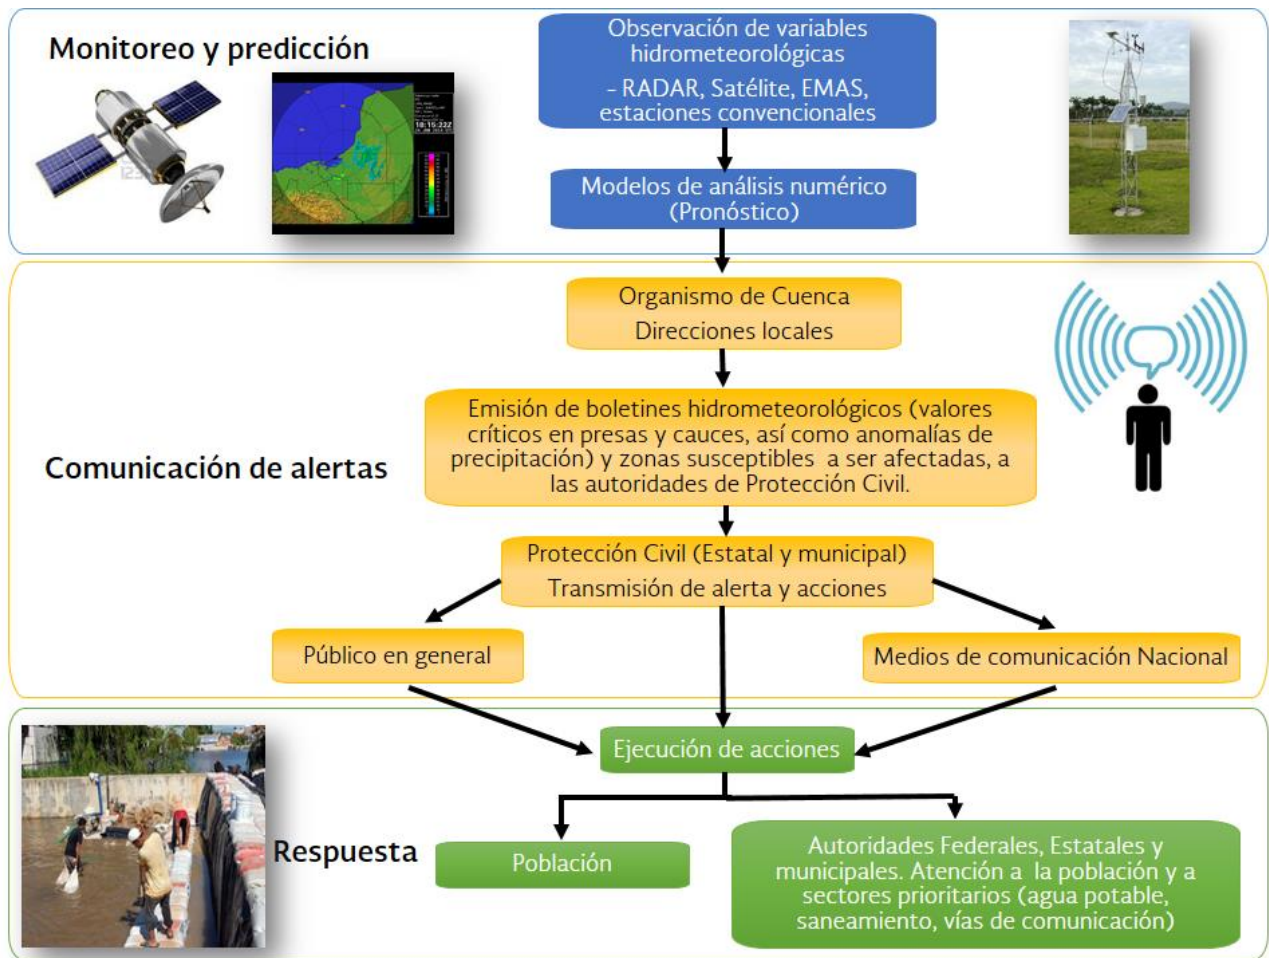 Monitoreo y predicción
Observación de variables
hidrometeorológicas
- RADAR, Satélite, EMAS,
estaciones convencionales
18:15:22Z
Modelos de análisis numérico
(Pronóstico)
Comunicación de alertas
Organismo de Cuenca
Direcciones locales
Emisión de boletines hidrometeorológicos (valores
críticos en presas y cauces, así como anomalías de
precipitación) y zonas susceptibles a ser afectadas, a
las autoridades de Protección Civil.
Protección Civil (Estatal y municipal)
Transmisión de alerta y acciones
Público en general
Medios de comunicación Nacional
Respuesta
Ejecución de acciones
Población
Autoridades Federales, Estatales y
municipales. Atención a la población y a
sectores prioritarios (agua potable,
saneamiento, vías de comunicación)